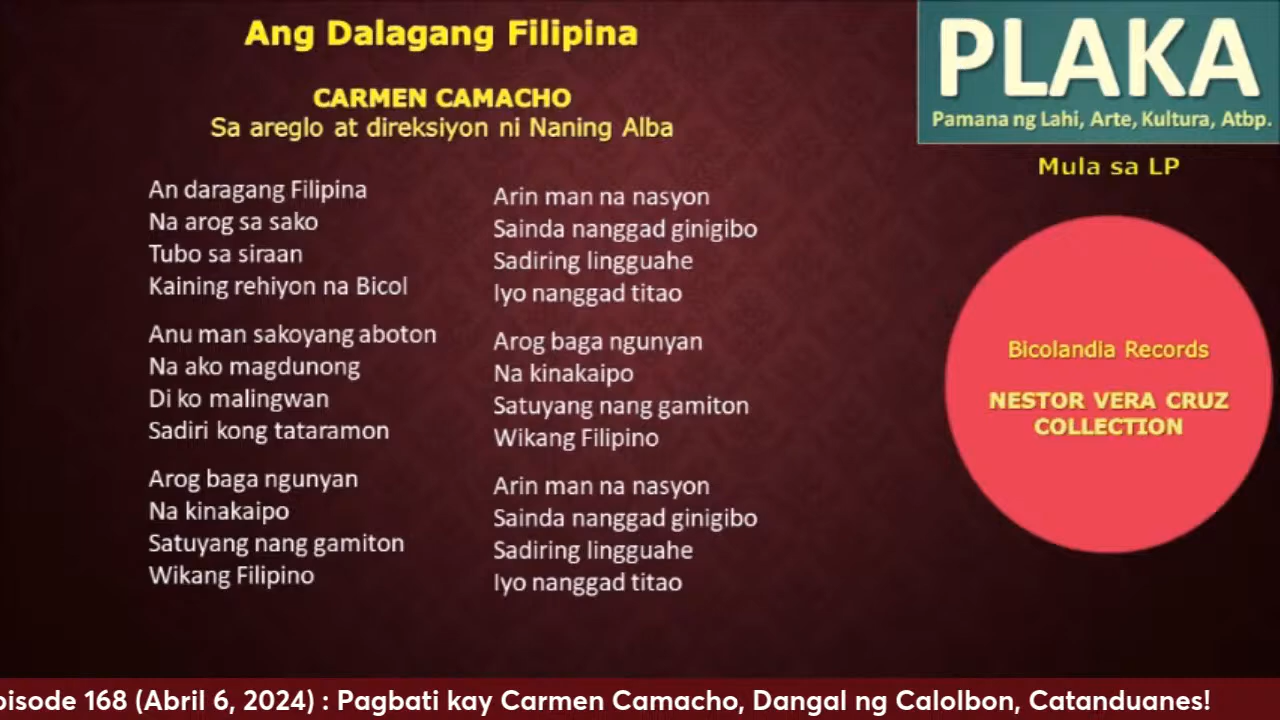 Ang Dalagang Filipina
CARMEN CAMACHO
Sa areglo at direksiyon ni Naning Alba
An daragang Filipina
Na arog sa sako
Tubo sa siraan
Kaining rehiyon na Bicol
Anu man sakoyang aboton
Na ako magdunong
Di ko malingwan
Sadiri kong tataramon
Arog baga ngunyan
Na kinakaipo
Satuyang nang gamiton
Wikang Filipino
Arin man na nasyon
Sainda nanggad ginigibo
Sadiring lingguahe
Iyo nanggad titao
Arog baga ngunyan
Na kinakaipo
Satuyang nang gamiton
Wikang Filipino
Arin man na nasyon
Sainda nanggad ginigibo
Sadiring lingguahe
Iyo nanggad titao
PLAKA
Pamana ng Lahi, Arte, Kultura, Atbp.
Mula sa LP
Bicolandia Records
NESTOR VERA CRUZ
COLLECTION
pisode 168 (Abril 6, 2024) : Pagbati kay Carmen Camacho, Dangal ng Calolbon, Catanduanes!